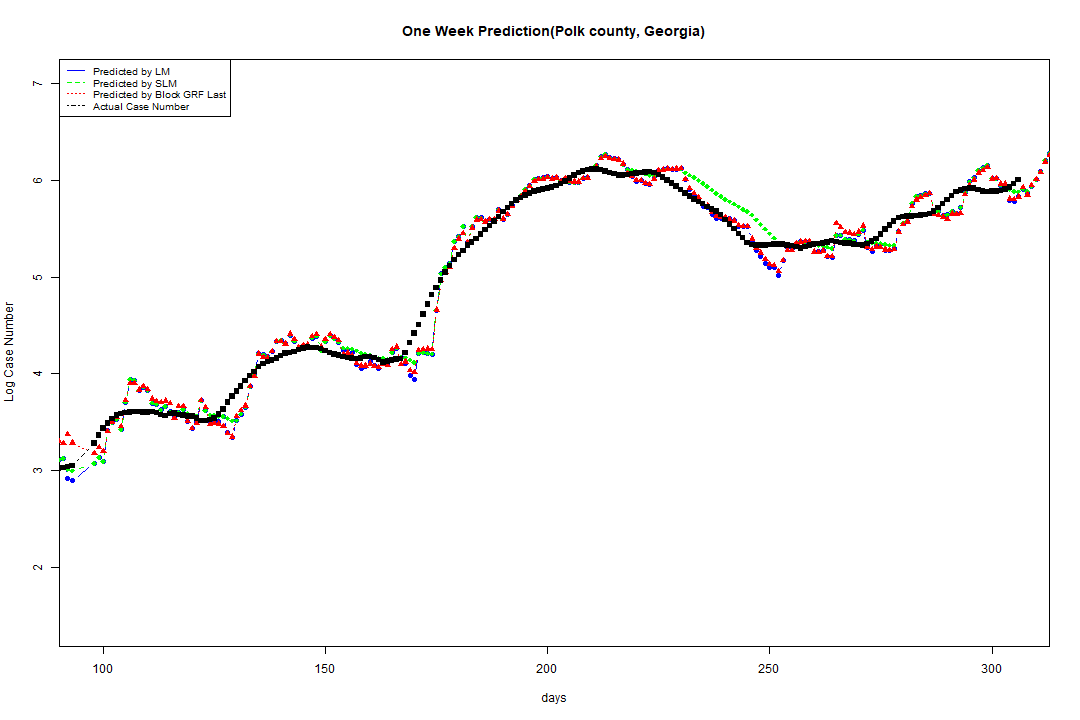 One Week Prediction(Polk county, Georgia)
Predicted by LM
Predicted by SLM
Predicted by Block GRF Last
Actual Case Number
7
6
5
4
3
2
Log Case Number
100 150 200 250 300
days